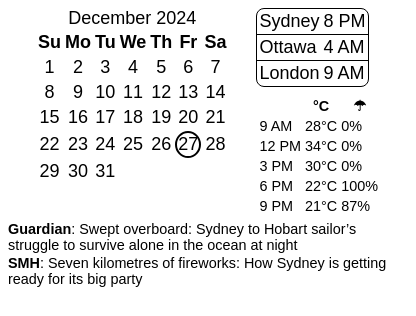 December 2024
Su Mo Tu We Th Fr Sa
1 2 3 4 5 6 7
8 9 10 11 12 13 14
15 16 17 18 19 20 21
22 23 24 25 26 27 28
29 30 31
Sydney 8 PM
Ottawa 4 AM
London 9 AM
°C ☂
9 AM 28°C 0%
12 PM 34°C 0%
3 PM 30°C 0%
6 PM 22°C 100%
9 PM 21°C 87%
Guardian: Swept overboard: Sydney to Hobart sailor's
struggle to survive alone in the ocean at night
SMH: Seven kilometres of fireworks: How Sydney is getting
ready for its big party